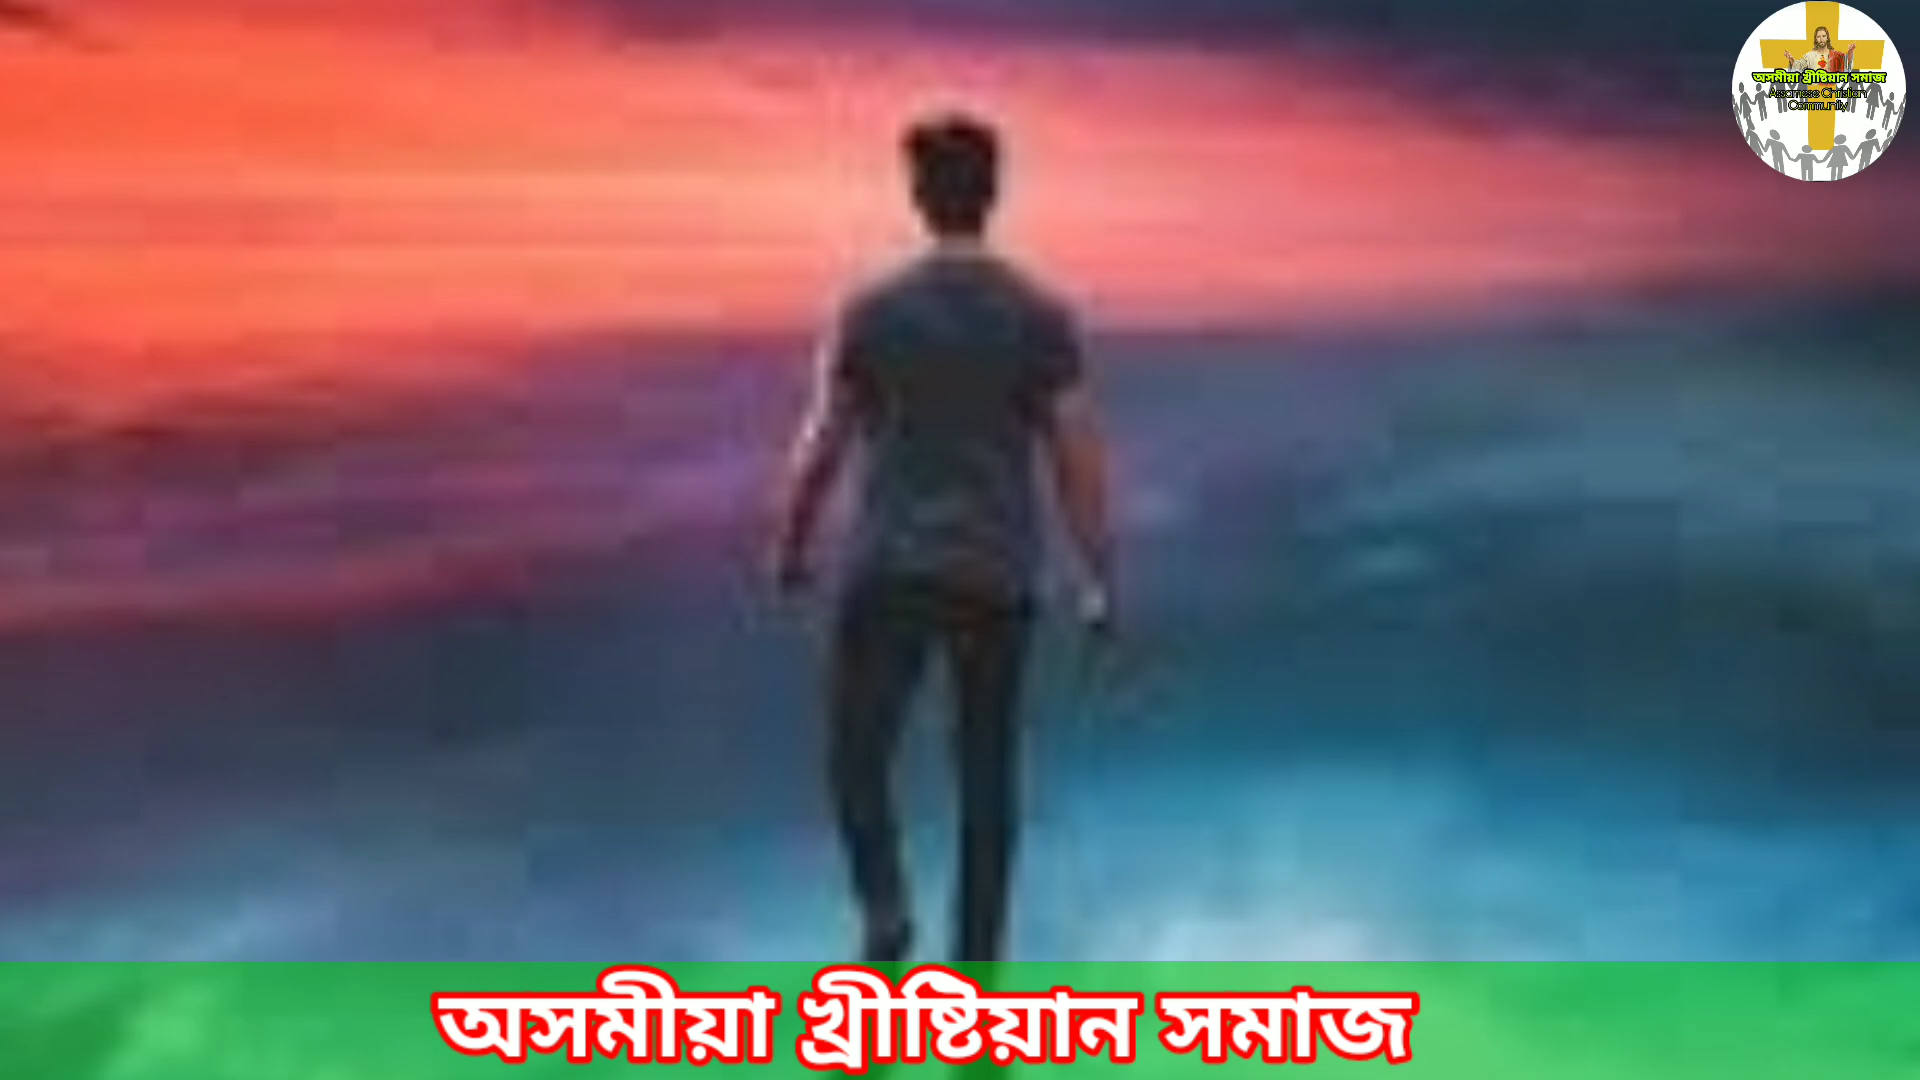 অসমীয়া খ্ৰীষ্টিয়ান সমাজ
Assamese Christian
Community
অসমীয়া খ্ৰীষ্টিয়ান সমাজ